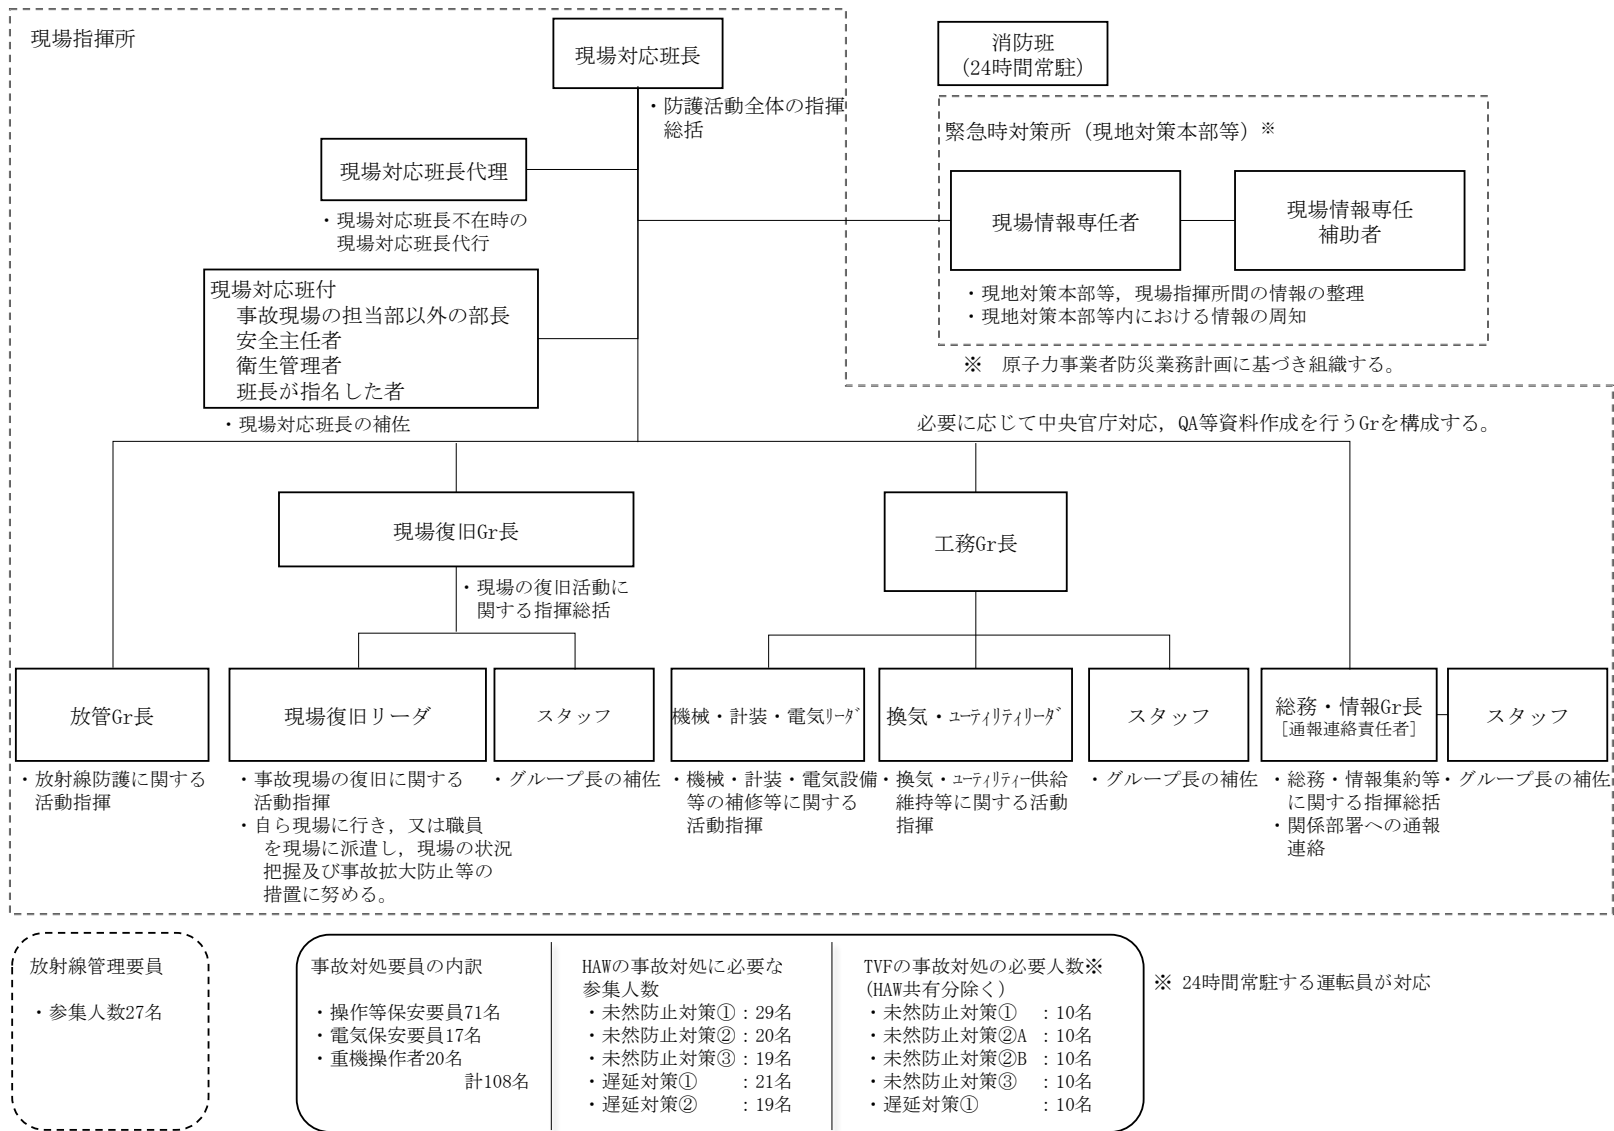 現場指揮所
現場対応班長
・防護活動全体の指揮
総括
消防班
(24時間常駐)
現場対応班長代理
・現場対応班長不在時の
現場対応班長代行
緊急時対策所（現地対策本部等）※
現場情報専任者
現場情報専任
補助者
・現地対策本部等，現場指揮所間の情報の整理
・現地対策本部等内における情報の周知
※　原子力事業者防災業務計画に基づき組織する。
現場対応班付
事故現場の担当部以外の部長
安全主任者
衛生管理者
班長が指名した者
・現場対応班長の補佐
必要に応じて中央官庁対応，QA等資料作成を行うGrを構成する。
現場復旧Gr長
・現場の復旧活動に
関する指揮総括
工務Gr長
放管Gr長
・放射線防護に関する
活動指揮
現場復旧リーダ
・事故現場の復旧に関する
活動指揮
・自ら現場に行き，又は職員
を現場に派遣し，現場の状況
把握及び事故拡大防止等の
措置に努める。
スタッフ
・グループ長の補佐
機械・計装・電気ﾘｰﾀﾞ
・機械・計装・電気設備
等の補修等に関する
活動指揮
換気・ﾕｰﾃｨﾘﾃｨﾘｰﾀﾞ
・換気・ﾕｰﾃｨﾘﾃｨｰ供給
維持等に関する活動
指揮
スタッフ
・グループ長の補佐
総務・情報Gr長
［通報連絡責任者］
・総務・情報集約等
に関する指揮総括
・関係部署への通報
連絡
スタッフ
・グループ長の補佐
放射線管理要員
・参集人数27名
事故対処要員の内訳
・操作等保安要員71名
・電気保安要員17名
・重機操作者20名
計108名
HAWの事故対処に必要な
参集人数
・未然防止対策①：29名
・未然防止対策②：20名
・未然防止対策③：19名
・遅延対策①　　：21名
・遅延対策②　　：19名
TVFの事故対処の必要人数※
(HAW共有分除く)
・未然防止対策①　：10名
・未然防止対策②A　：10名
・未然防止対策②B　：10名
・未然防止対策③　：10名
・遅延対策①　　　：10名
※ 24時間常駐する運転員が対応